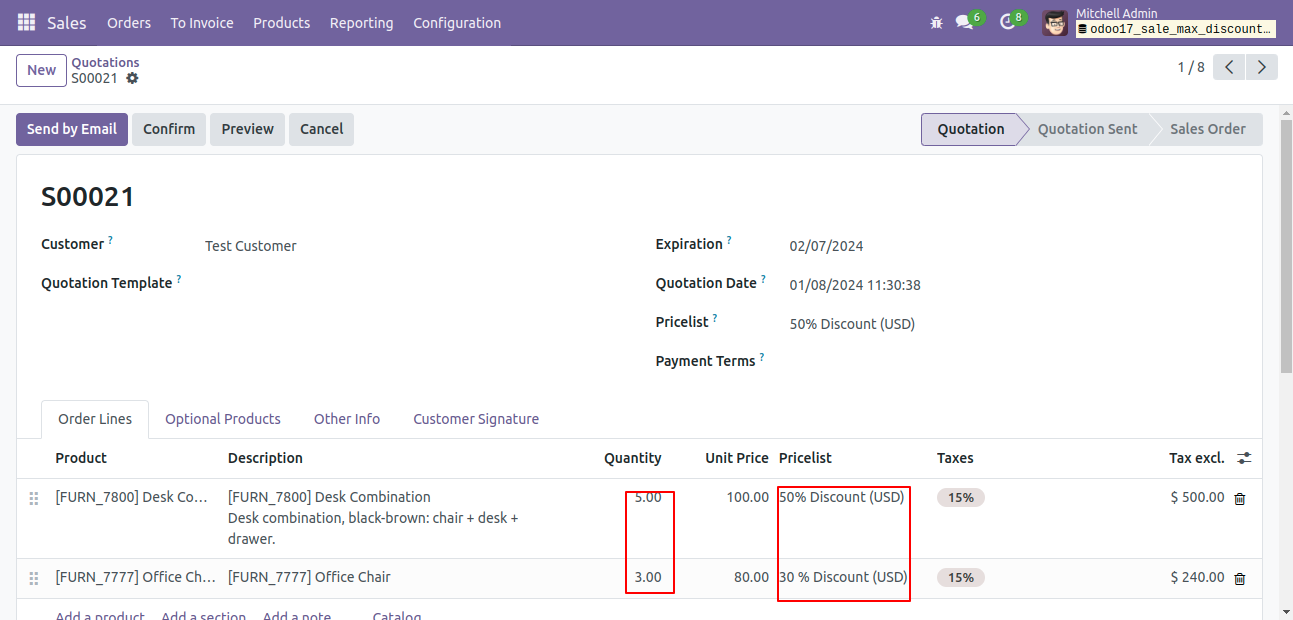 Sales Orders To Invoice Products Reporting Configuration 6 8 Mitchell Admin
odoo17_sale_max_discount...
New Quotations
S00021
1 / 8
Send by Email Confirm Preview Cancel Quotation Quotation Sent Sales Order
S00021
Customer ? Test Customer
Expiration ? 02/07/2024
Quotation Template ?
Quotation Date ? 01/08/2024 11:30:38
Pricelist ? 50% Discount (USD)
Payment Terms ?
Order Lines Optional Products Other Info Customer Signature
Product Description Quantity Unit Price Pricelist Taxes Tax excl.
[FURN_7800] Desk Co... [FURN_7800] Desk Combination 5.00 100.00 50% Discount (USD) 15% $ 500.00
Desk combination, black-brown: chair + desk +
drawer.
[FURN_7777] Office Ch... [FURN_7777] Office Chair 3.00 80.00 30 % Discount (USD) 15% $ 240.00
Add a product Add a section Add a note Catalog